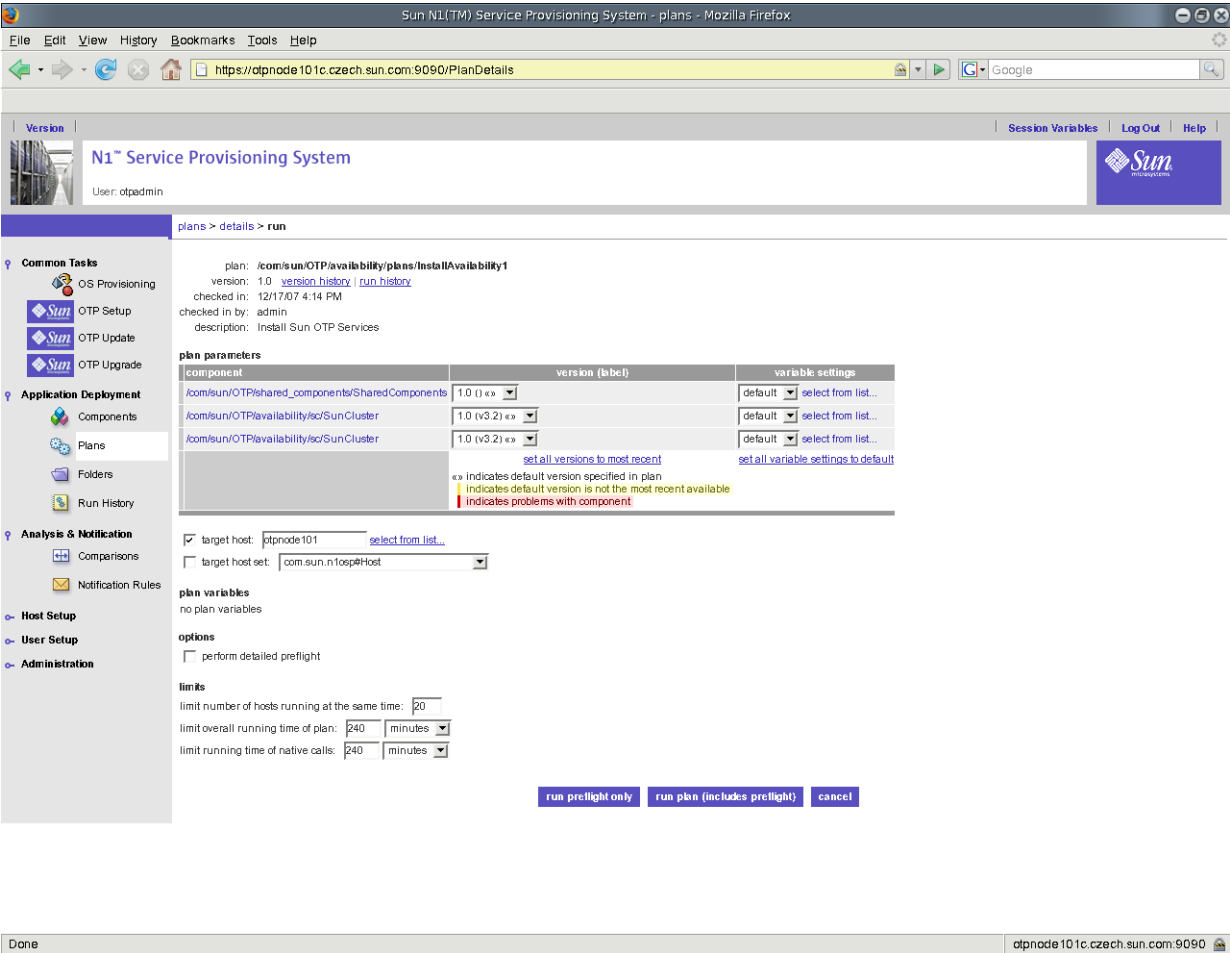 Sun N1(TM) Service Provisioning System - plans - Mozilla Firefox
File Edit View History Bookmarks Tools Help
https://otpnode101c.czech.sun.com:9090/PlanDetails
G Google
Version Session Variables Log Out Help
N1™ Service Provisioning System
User: otpadmin
Sun microsystems
plans > details > run
Common Tasks
OS Provisioning
Sun OTP Setup
Sun OTP Update
Sun OTP Upgrade
Application Deployment
Components
Plans
Folders
Run History
Analysis & Notification
Comparisons
Notification Rules
Host Setup
User Setup
Administration
plan: /com/sun/OTP/availability/plans/InstallAvailability1
version: 1.0 version history | run history
checked in: 12/17/07 4:14 PM
checked in by: admin
description: Install Sun OTP Services
plan parameters
component version (label) variable settings
/com/sun/OTP/shared_components/SharedComponents 1.0 () «» default select from list...
/com/sun/OTP/availability/sc/SunCluster 1.0 (v3.2) «» default select from list...
/com/sun/OTP/availability/sc/SunCluster 1.0 (v3.2) «» default select from list...
set all versions to most recent set all variable settings to default
«» indicates default version specified in plan
indicates default version is not the most recent available
indicates problems with component
target host: otpnode101 select from list...
target host set: com.sun.n1osp#Host
plan variables
no plan variables
options
perform detailed preflight
limits
limit number of hosts running at the same time: 20
limit overall running time of plan: 240 minutes
limit running time of native calls: 240 minutes
run preflight only run plan (includes preflight) cancel
Done otpnode101c.czech.sun.com:9090